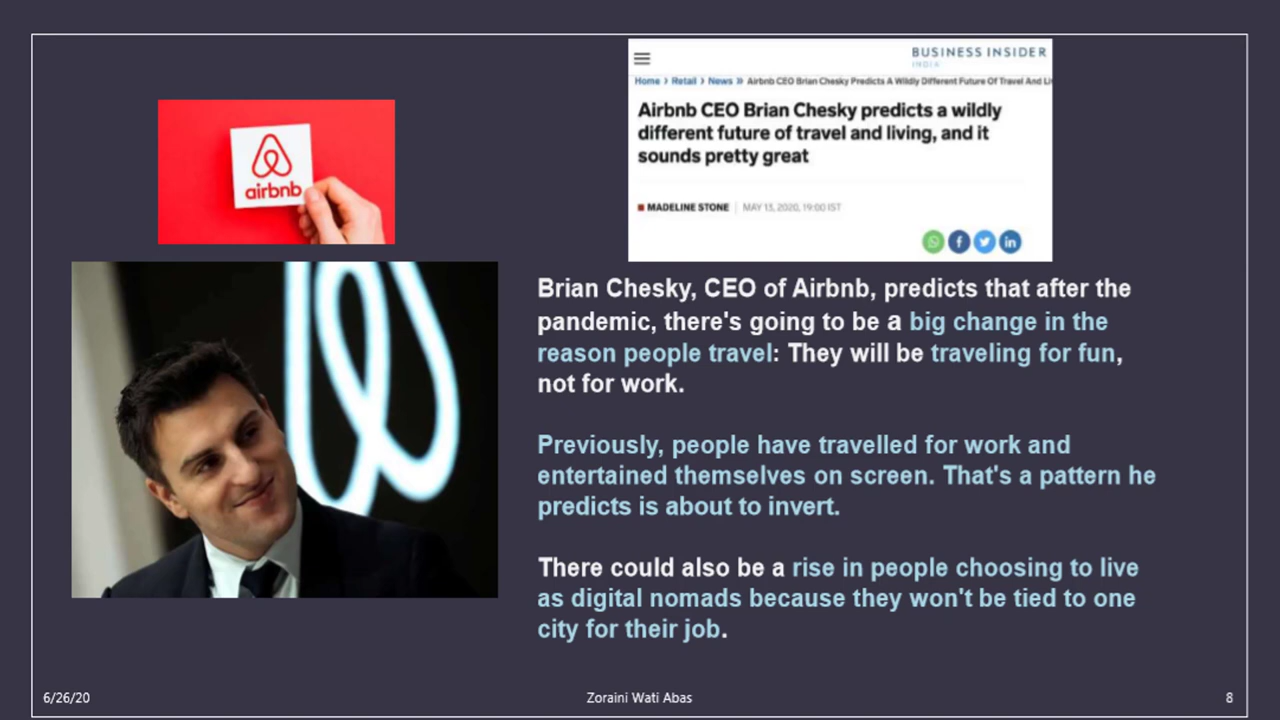 BUSINESS INSIDER
INDIA
Home > Retail > News » Airbnb CEO Brian Chesky Predicts A Wildly Different Future Of Travel And Li
Airbnb CEO Brian Chesky predicts a wildly
different future of travel and living, and it
sounds pretty great
MADELINE STONE | MAY 13, 2020, 19:00 IST
airbnb
Brian Chesky, CEO of Airbnb, predicts that after the
pandemic, there's going to be a big change in the
reason people travel: They will be traveling for fun,
not for work.
Previously, people have travelled for work and
entertained themselves on screen. That's a pattern he
predicts is about to invert.
There could also be a rise in people choosing to live
as digital nomads because they won't be tied to one
city for their job.
6/26/20
Zoraini Wati Abas
8